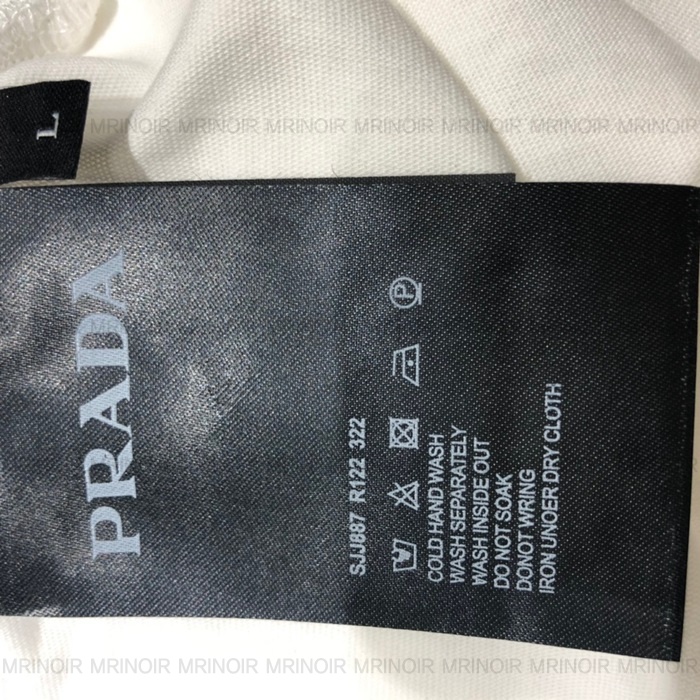 MRINOIR MRINOIR MRINOIR MRINOIR MRINOIR MRINOIR MRINOIR
L
PRADA
SJJ887 R122 322
P
COLD HAND WASH
WASH SEPARATELY
WASH INSIDE OUT
DO NOT SOAK
DONOT WRING
IRON UNOER DRY CLOTH
MRINOIR MRINOIR MRINOIR MRINOIR MRINOIR MRINOIR MRINOIR MRINOIR